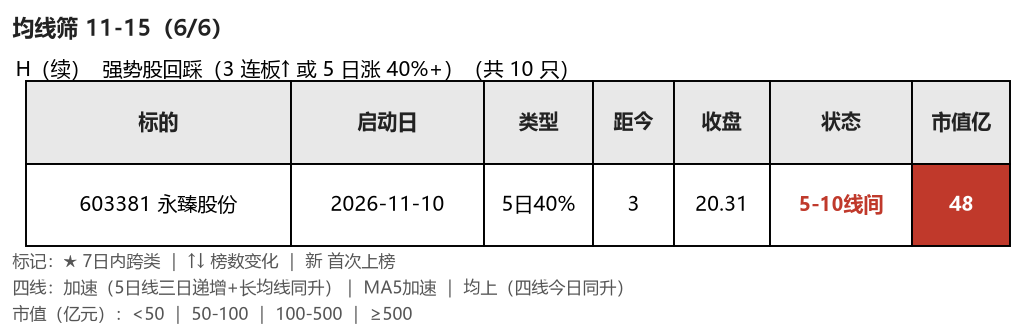 均线筛 11-15（6/6）
H（续） 强势股回踩（3 连板↑ 或 5 日涨 40%+）（共 10 只）
标的 启动日 类型 距今 收盘 状态 市值亿
603381 永臻股份 2026-11-10 5日40% 3 20.31 5-10线间 48
标记：★ 7日内跨类 ｜ ↑↓ 榜数变化 ｜ 新 首次上榜
四线：加速（5日线三日递增+长均线同升）｜ MA5加速 ｜ 均上（四线今日同升）
市值（亿元）：<50 ｜ 50-100 ｜ 100-500 ｜ ≥500